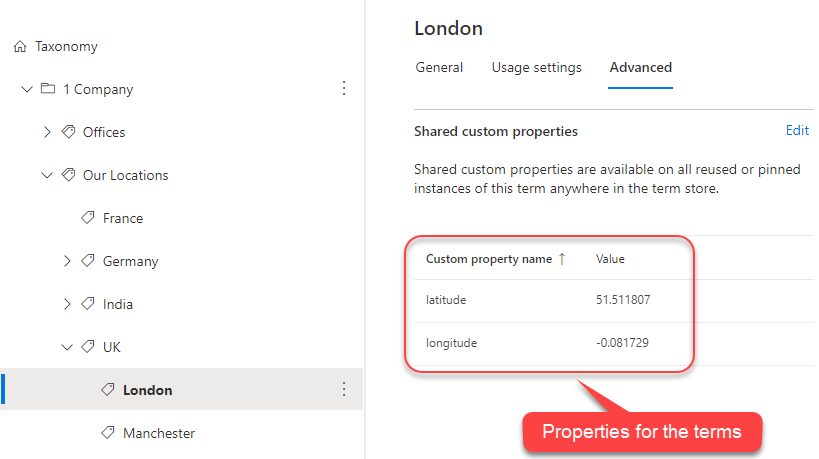 Taxonomy
1 Company
Offices
Our Locations
France
Germany
India
UK
London
Manchester
London
General Usage settings Advanced
Shared custom properties Edit
Shared custom properties are available on all reused or pinned
instances of this term anywhere in the term store.
Custom property name ↑ Value
latitude 51.511807
longitude -0.081729
Properties for the terms